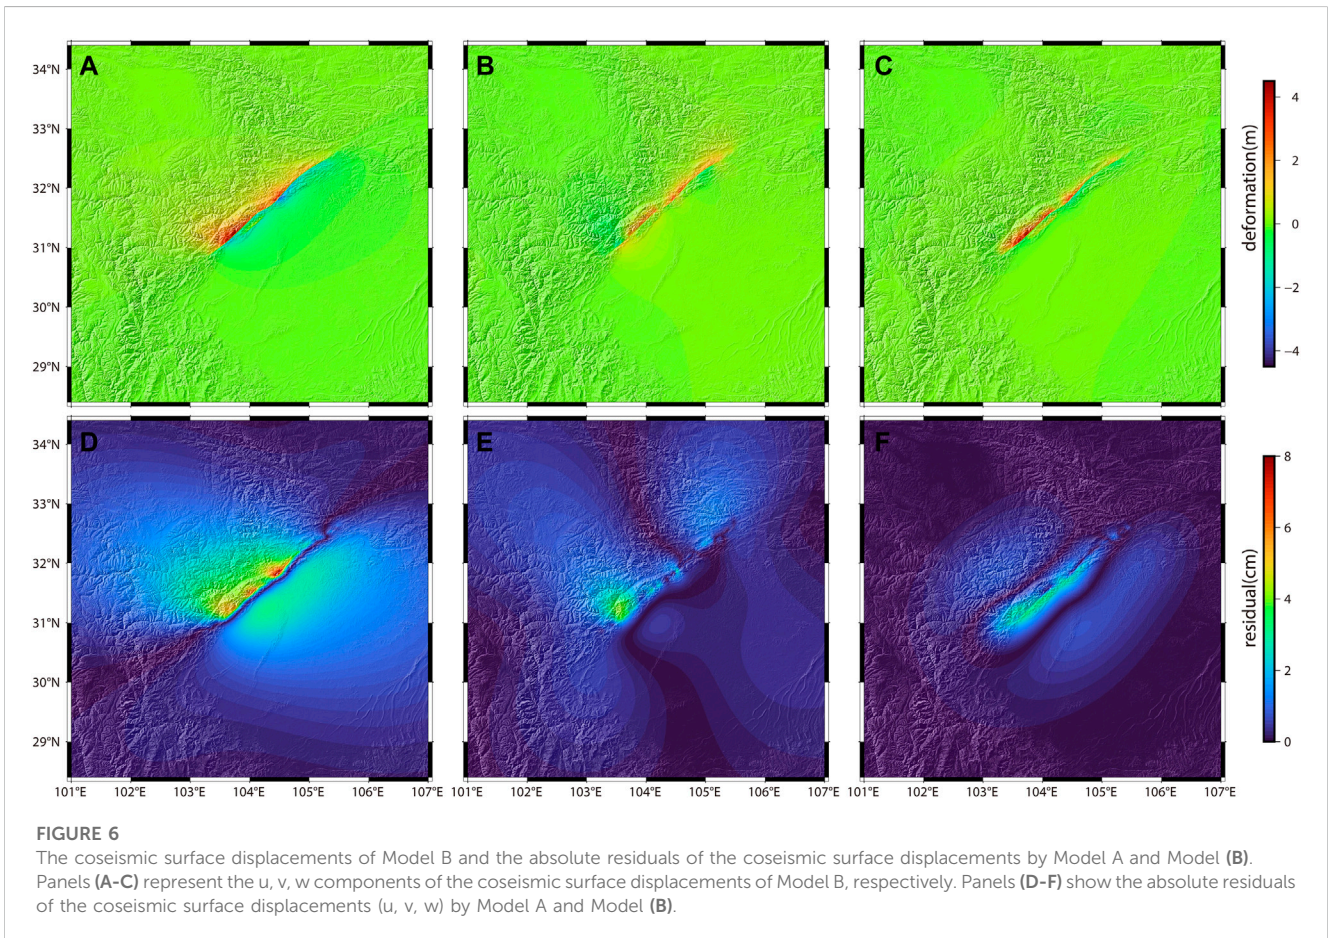 A
B
C
34°N
33°N
32°N
31°N
30°N
29°N
4
2
0
−2
−4
deformation(m)
D
E
F
34°N
33°N
32°N
31°N
30°N
29°N
8
6
4
2
0
residual(cm)
101°E 102°E 103°E 104°E 105°E 106°E 107°E 101°E 102°E 103°E 104°E 105°E 106°E 107°E 101°E 102°E 103°E 104°E 105°E 106°E 107°E
FIGURE 6
The coseismic surface displacements of Model B and the absolute residuals of the coseismic surface displacements by Model A and Model (B).
Panels (A-C) represent the u, v, w components of the coseismic surface displacements of Model B, respectively. Panels (D-F) show the absolute residuals
of the coseismic surface displacements (u, v, w) by Model A and Model (B).